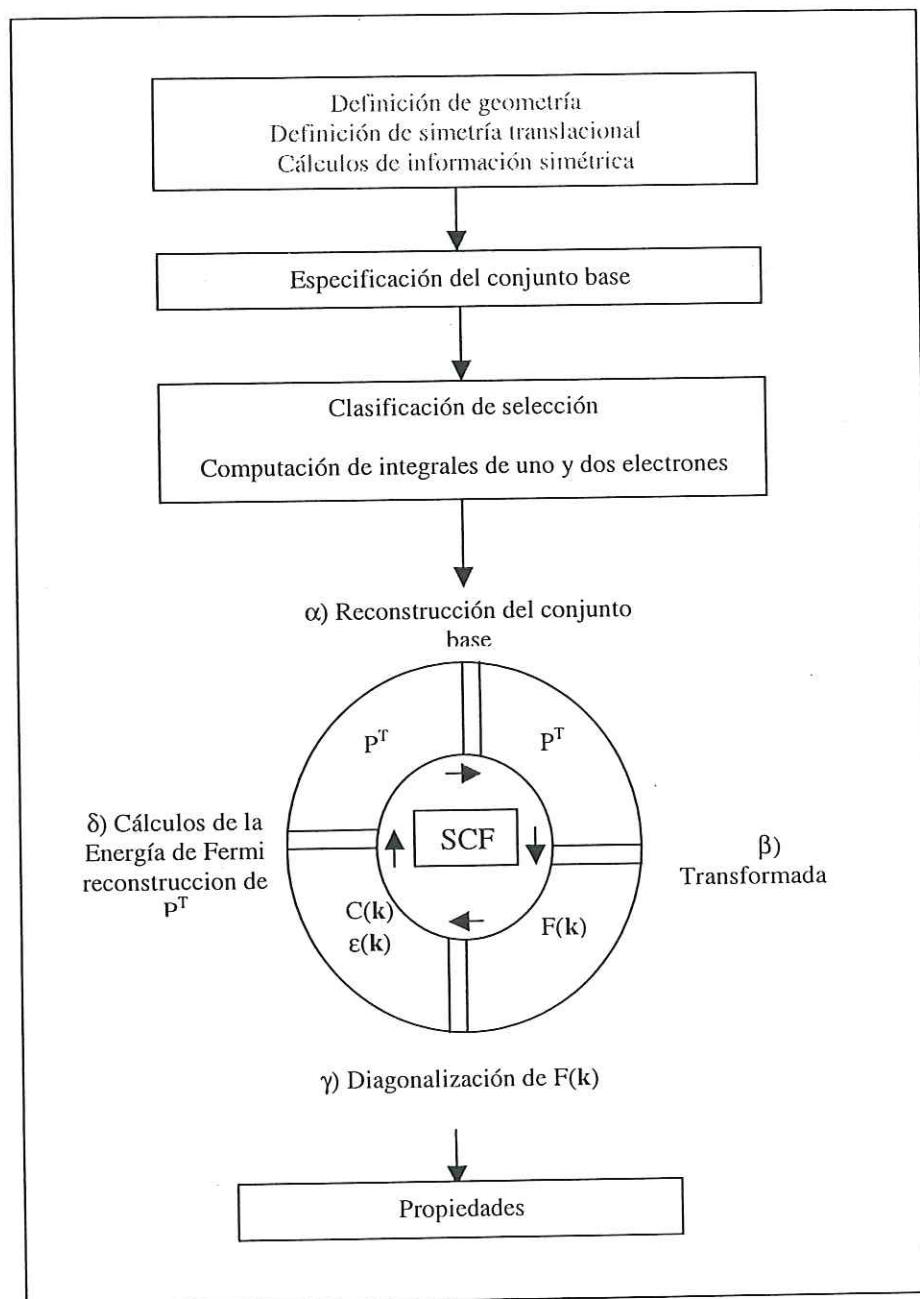 Definición de geometría
Definición de simetría translacional
Cálculos de información simétrica
Especificación del conjunto base
Clasificación de selección
Computación de integrales de uno y dos electrones
α) Reconstrucción del conjunto
base
P^T
P^T
δ) Cálculos de la
Energía de Fermi
reconstruccion de
P^T
SCF
β)
Transformada
C(k)
ε(k)
F(k)
γ) Diagonalización de F(k)
Propiedades